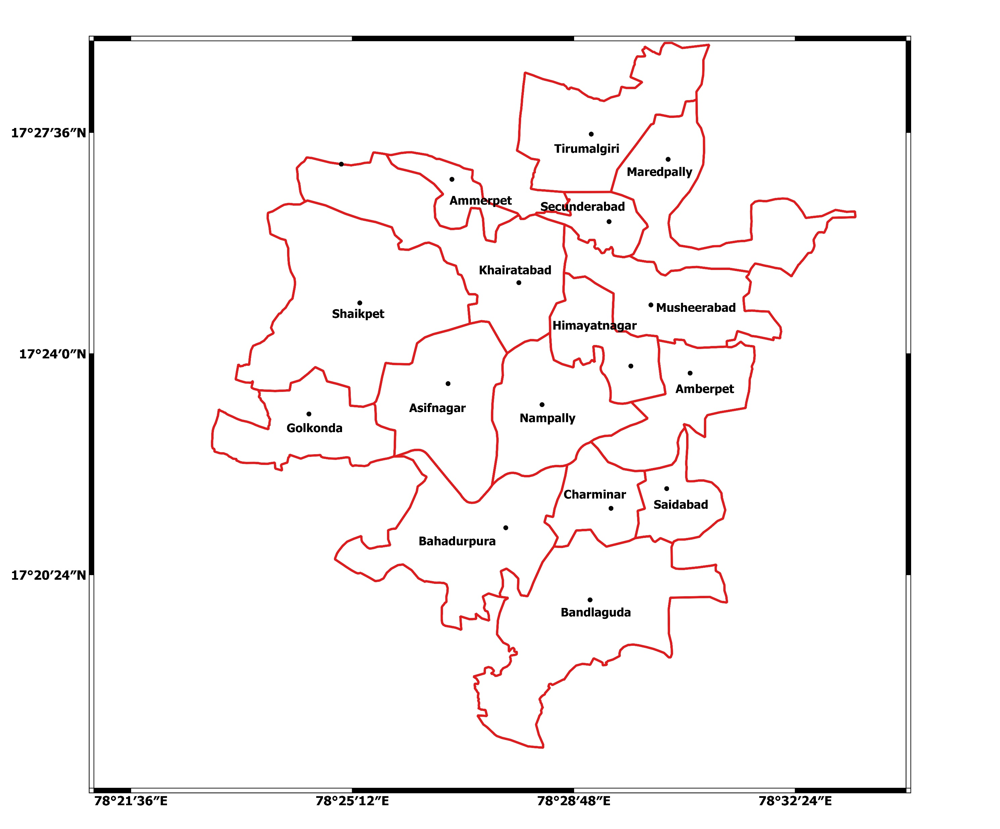 17°27′36″N
Tirumalgiri
Maredpally
Ammerpet
Secunderabad
Khairatabad
Shaikpet
Musheerabad
Himayatnagar
17°24′0″N
Amberpet
Asifnagar
Nampally
Golkonda
Charminar
Saidabad
Bahadurpura
17°20′24″N
Bandlaguda
78°21′36″E 78°25′12″E 78°28′48″E 78°32′24″E